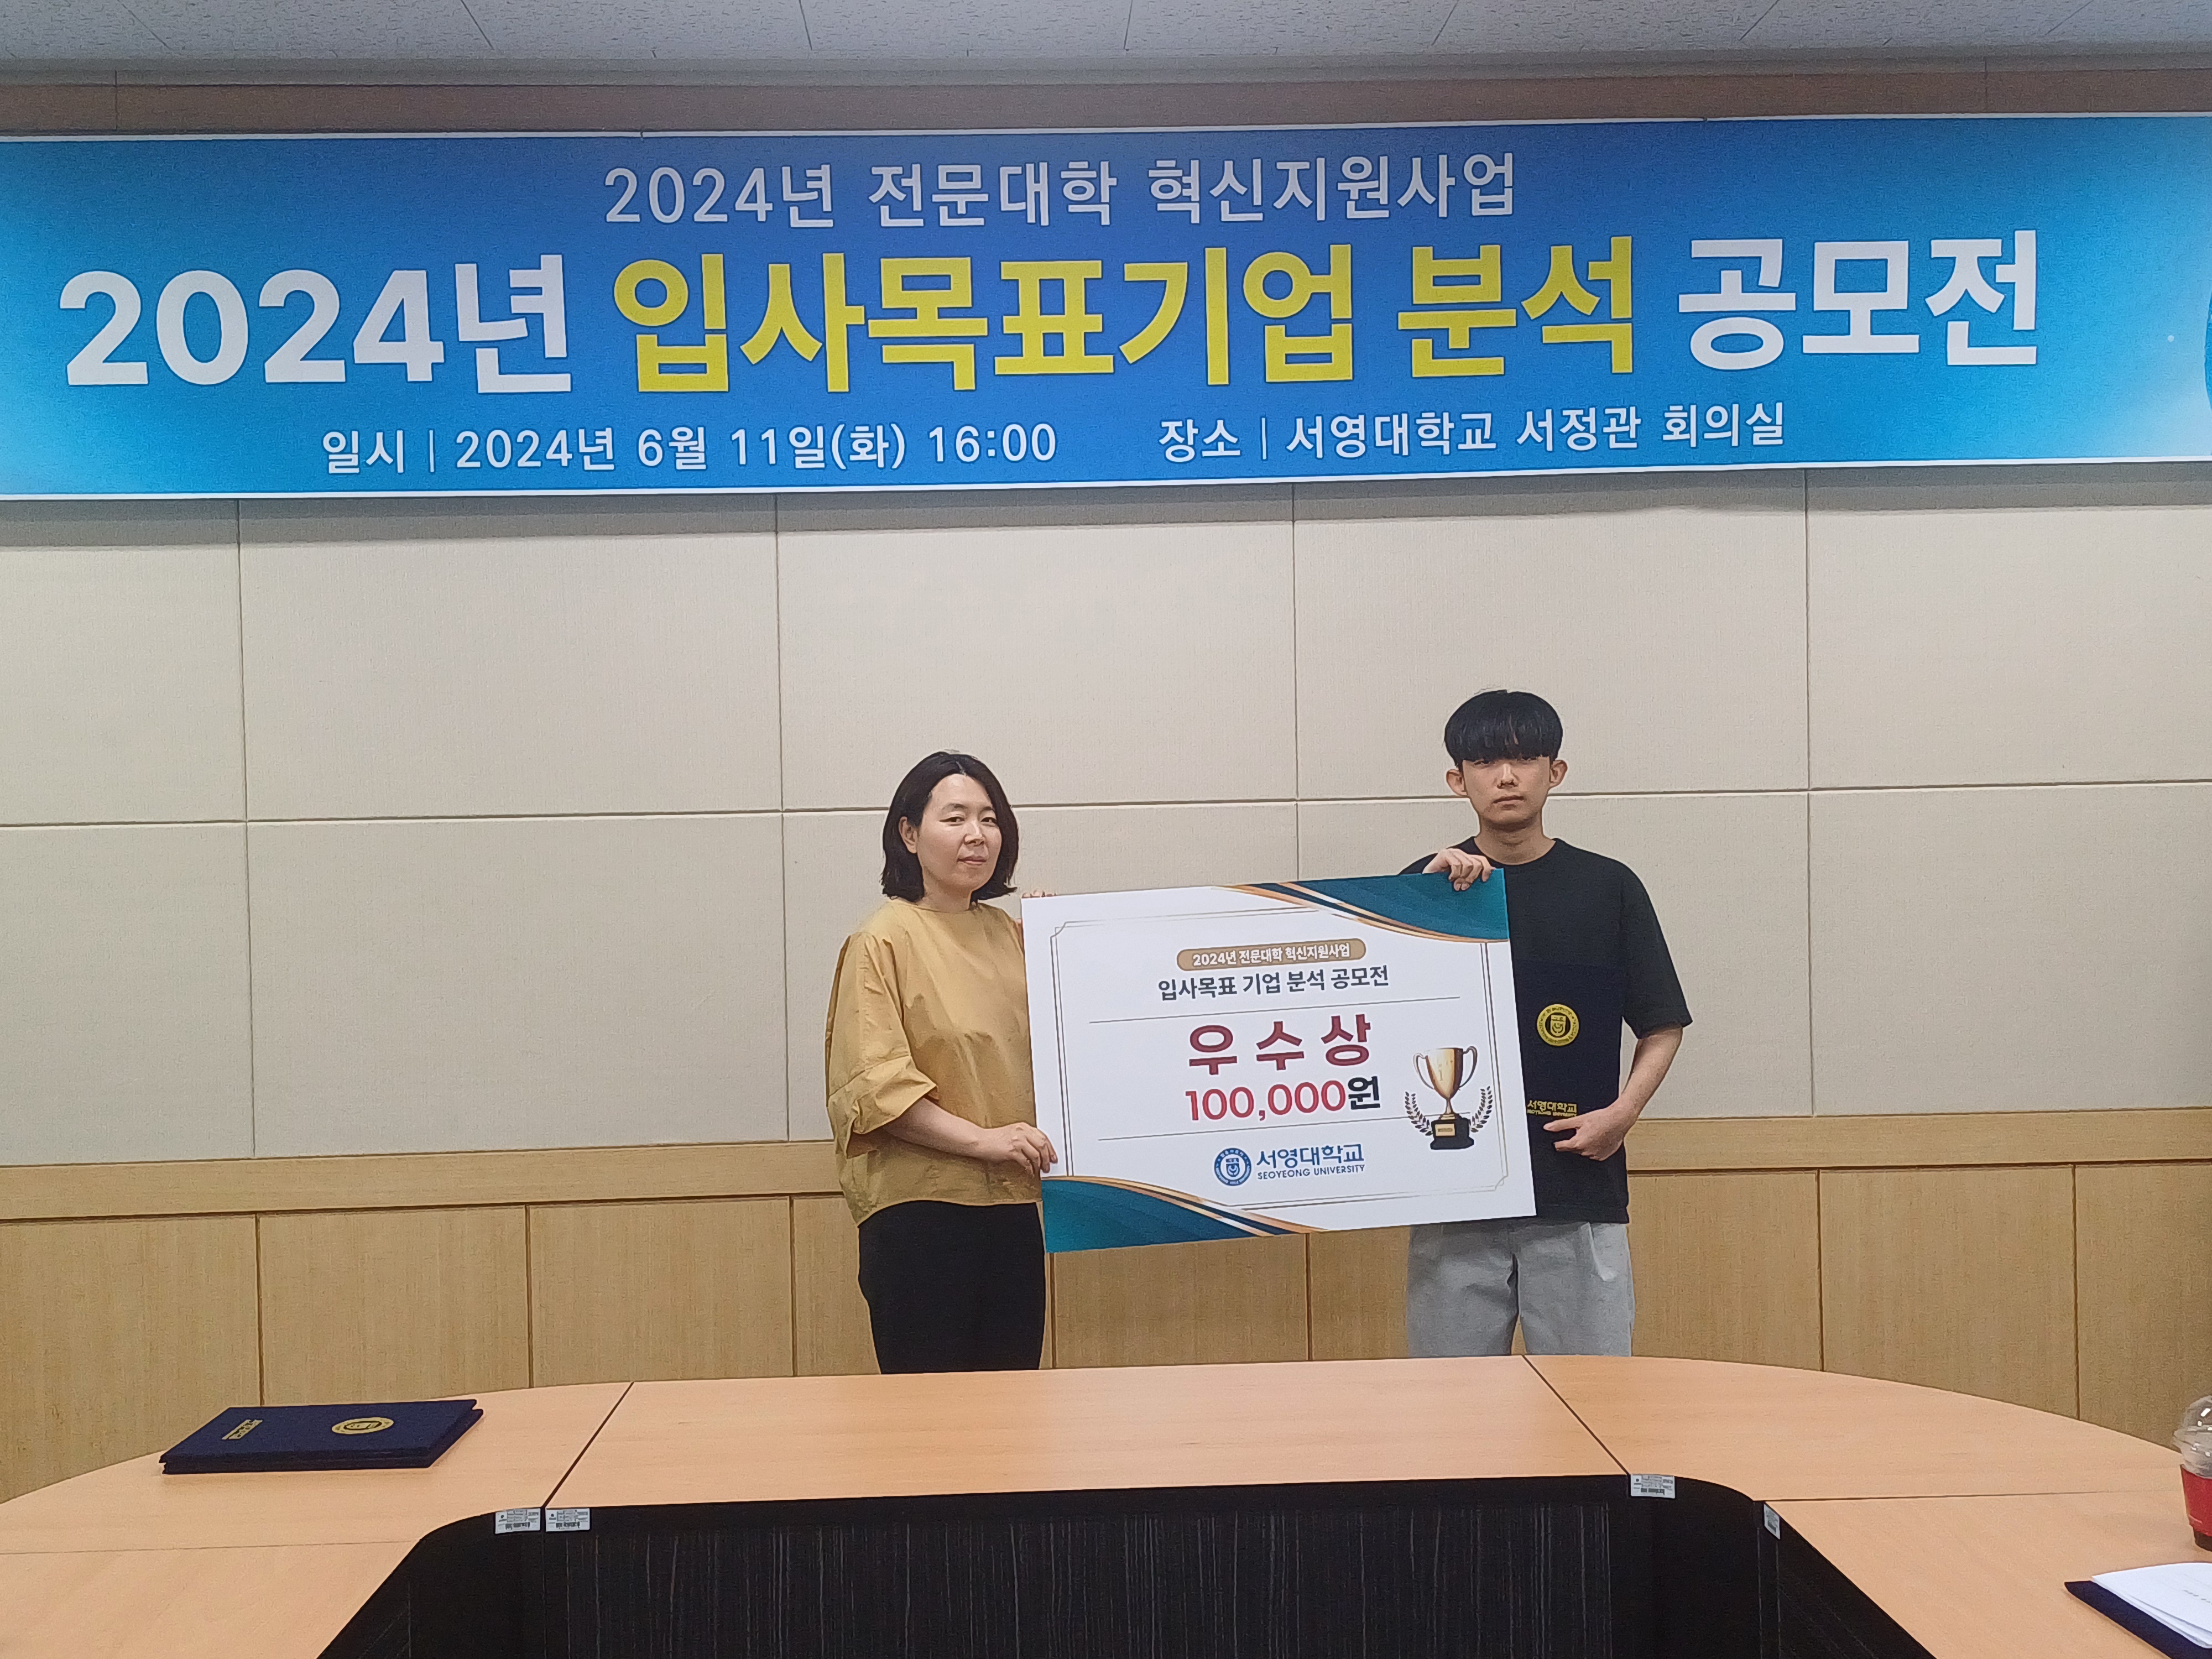 2024년 전문대학 혁신지원사업
2024년 입사목표기업 분석 공모전
일시 | 2024년 6월 11일(화) 16:00 장소 | 서영대학교 서정관 회의실
2024년 전문대학 혁신지원사업
입사목표 기업 분석 공모전
우수상
100,000원
서영대학교
SEOYEONG UNIVERSITY
서영대학교
SEOYEONG UNIVERSITY